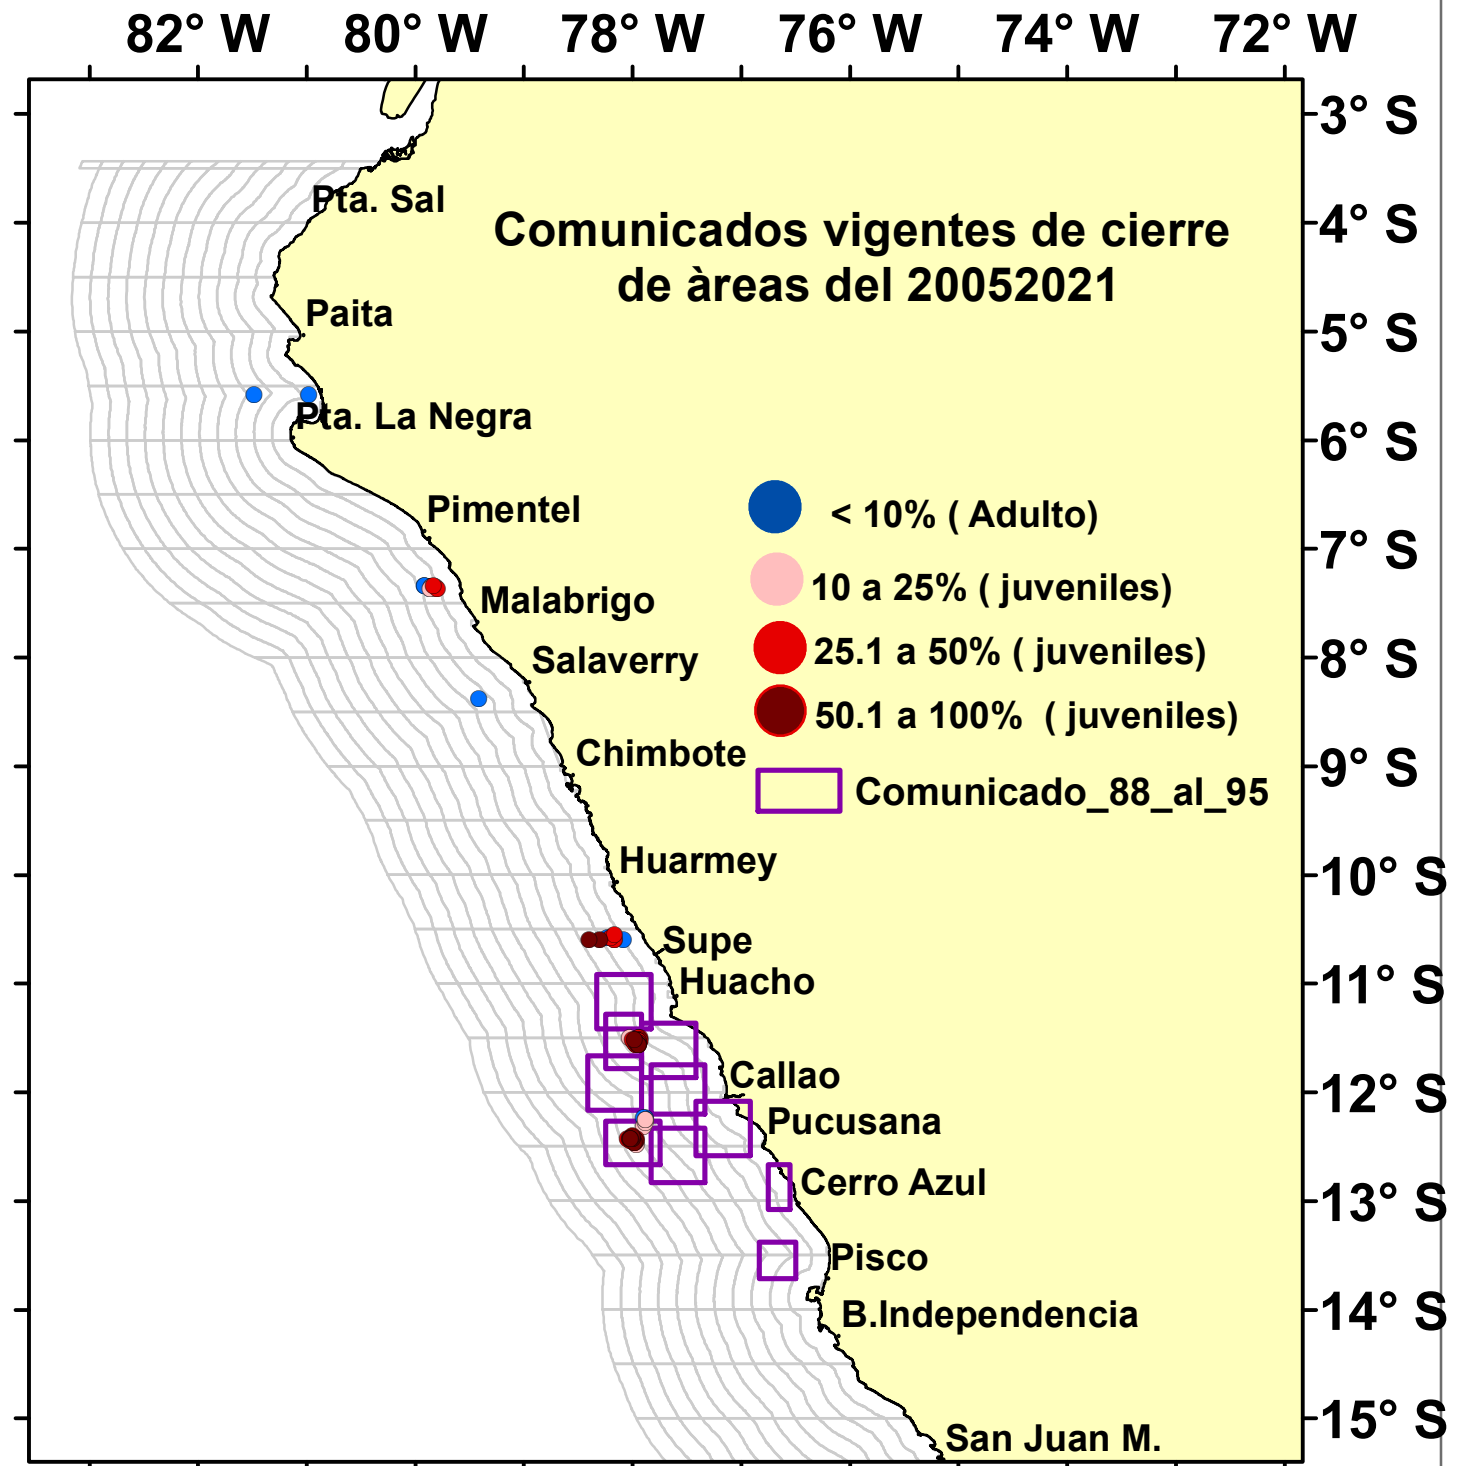 82° W 80° W 78° W 76° W 74° W 72° W
3° S
Pta. Sal
4° S
Comunicados vigentes de cierre
de àreas del 20052021
Paita
5° S
Pta. La Negra
6° S
Pimentel
< 10% ( Adulto)
7° S
10 a 25% ( juveniles)
Malabrigo
25.1 a 50% ( juveniles)
8° S
Salaverry
50.1 a 100% ( juveniles)
Chimbote
9° S
Comunicado_88_al_95
Huarmey
10° S
Supe
Huacho
11° S
Callao
12° S
Pucusana
Cerro Azul
13° S
Pisco
14° S
B.Independencia
15° S
San Juan M.